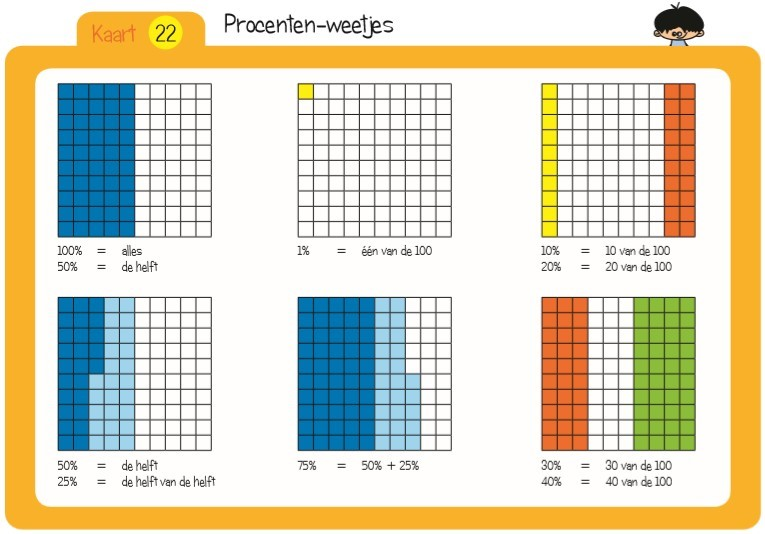 Kaart 22
Procenten-weetjes
100% = alles
50% = de helft
1% = één van de 100
10% = 10 van de 100
20% = 20 van de 100
50% = de helft
25% = de helft van de helft
75% = 50% + 25%
30% = 30 van de 100
40% = 40 van de 100